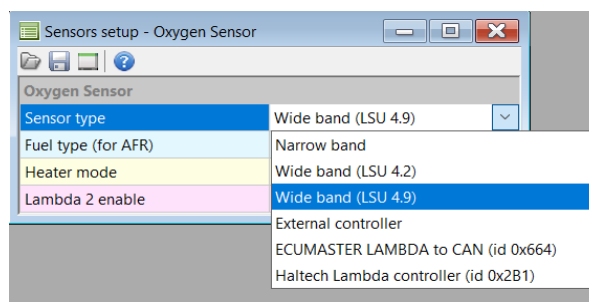 Sensors setup - Oxygen Sensor
Oxygen Sensor
Sensor type Wide band (LSU 4.9)
Fuel type (for AFR) Narrow band
Heater mode Wide band (LSU 4.2)
Lambda 2 enable Wide band (LSU 4.9)
External controller
ECUMASTER LAMBDA to CAN (id 0x664)
Haltech Lambda controller (id 0x2B1)